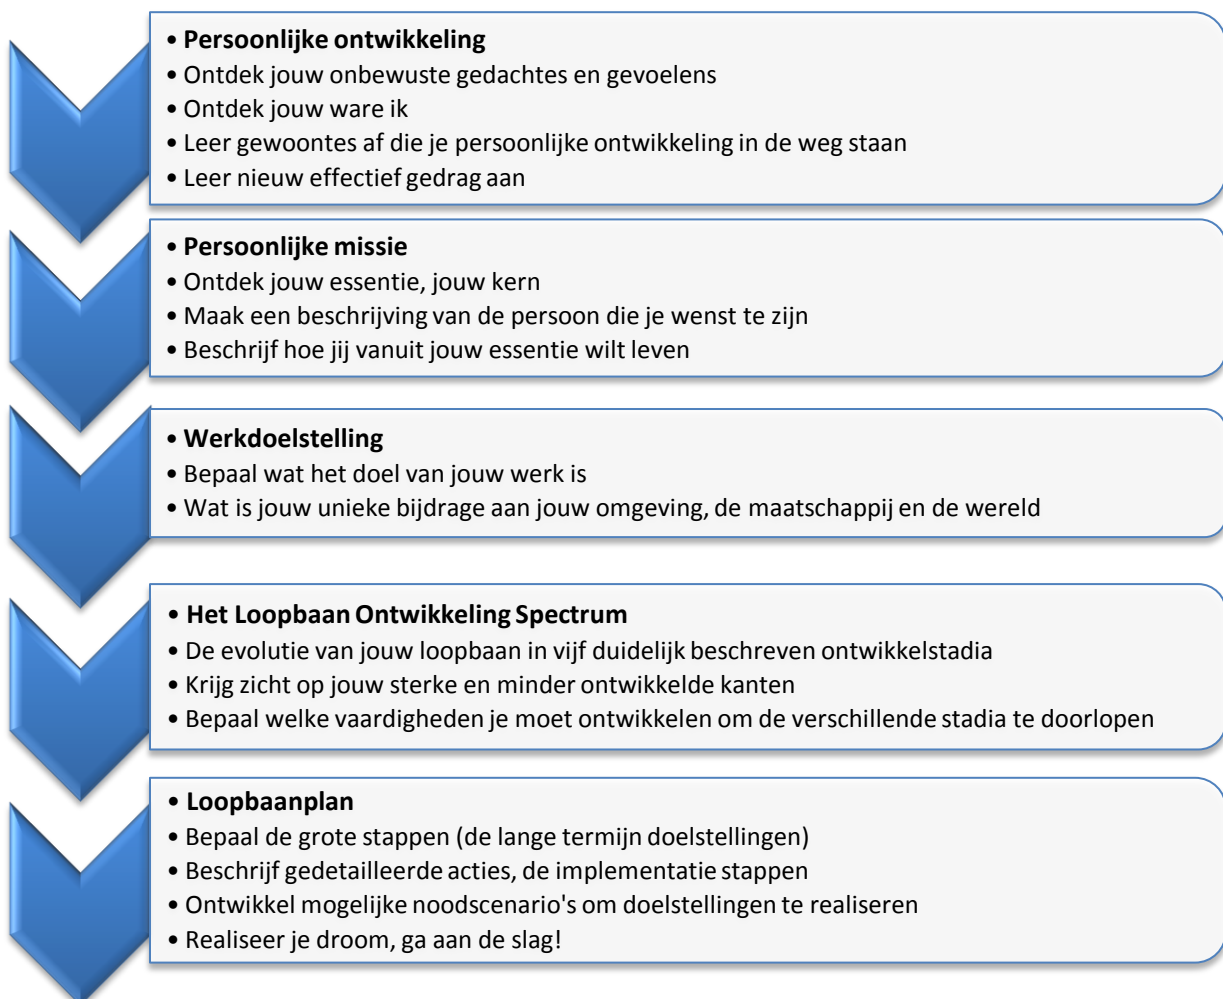 • Persoonlijke ontwikkeling
• Ontdek jouw onbewuste gedachtes en gevoelens
• Ontdek jouw ware ik
• Leer gewoontes af die je persoonlijke ontwikkeling in de weg staan
• Leer nieuw effectief gedrag aan
• Persoonlijke missie
• Ontdek jouw essentie, jouw kern
• Maak een beschrijving van de persoon die je wenst te zijn
• Beschrijf hoe jij vanuit jouw essentie wilt leven
• Werkdoelstelling
• Bepaal wat het doel van jouw werk is
• Wat is jouw unieke bijdrage aan jouw omgeving, de maatschappij en de wereld
• Het Loopbaan Ontwikkeling Spectrum
• De evolutie van jouw loopbaan in vijf duidelijk beschreven ontwikkelstadia
• Krijg zicht op jouw sterke en minder ontwikkelde kanten
• Bepaal welke vaardigheden je moet ontwikkelen om de verschillende stadia te doorlopen
• Loopbaanplan
• Bepaal de grote stappen (de lange termijn doelstellingen)
• Beschrijf gedetailleerde acties, de implementatie stappen
• Ontwikkel mogelijke noodscenario's om doelstellingen te realiseren
• Realiseer je droom, ga aan de slag!